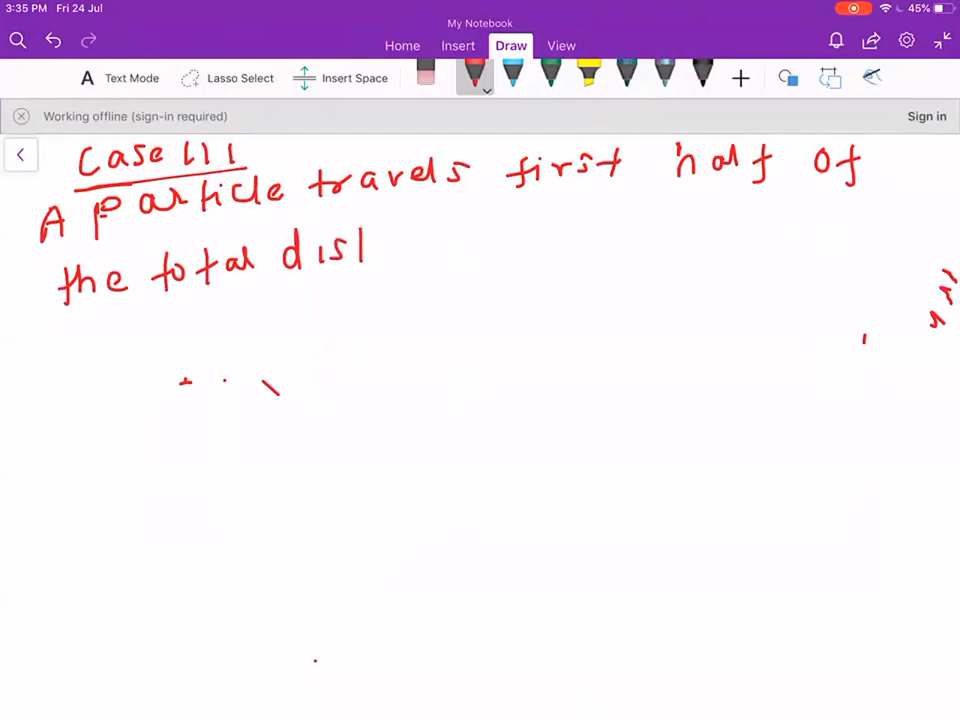 3:35 PM Fri 24 Jul
45%
My Notebook
Home Insert Draw View
Text Mode Lasso Select Insert Space
Working offline (sign-in required) Sign in
Case III
A Particle travels first half of
the total dist